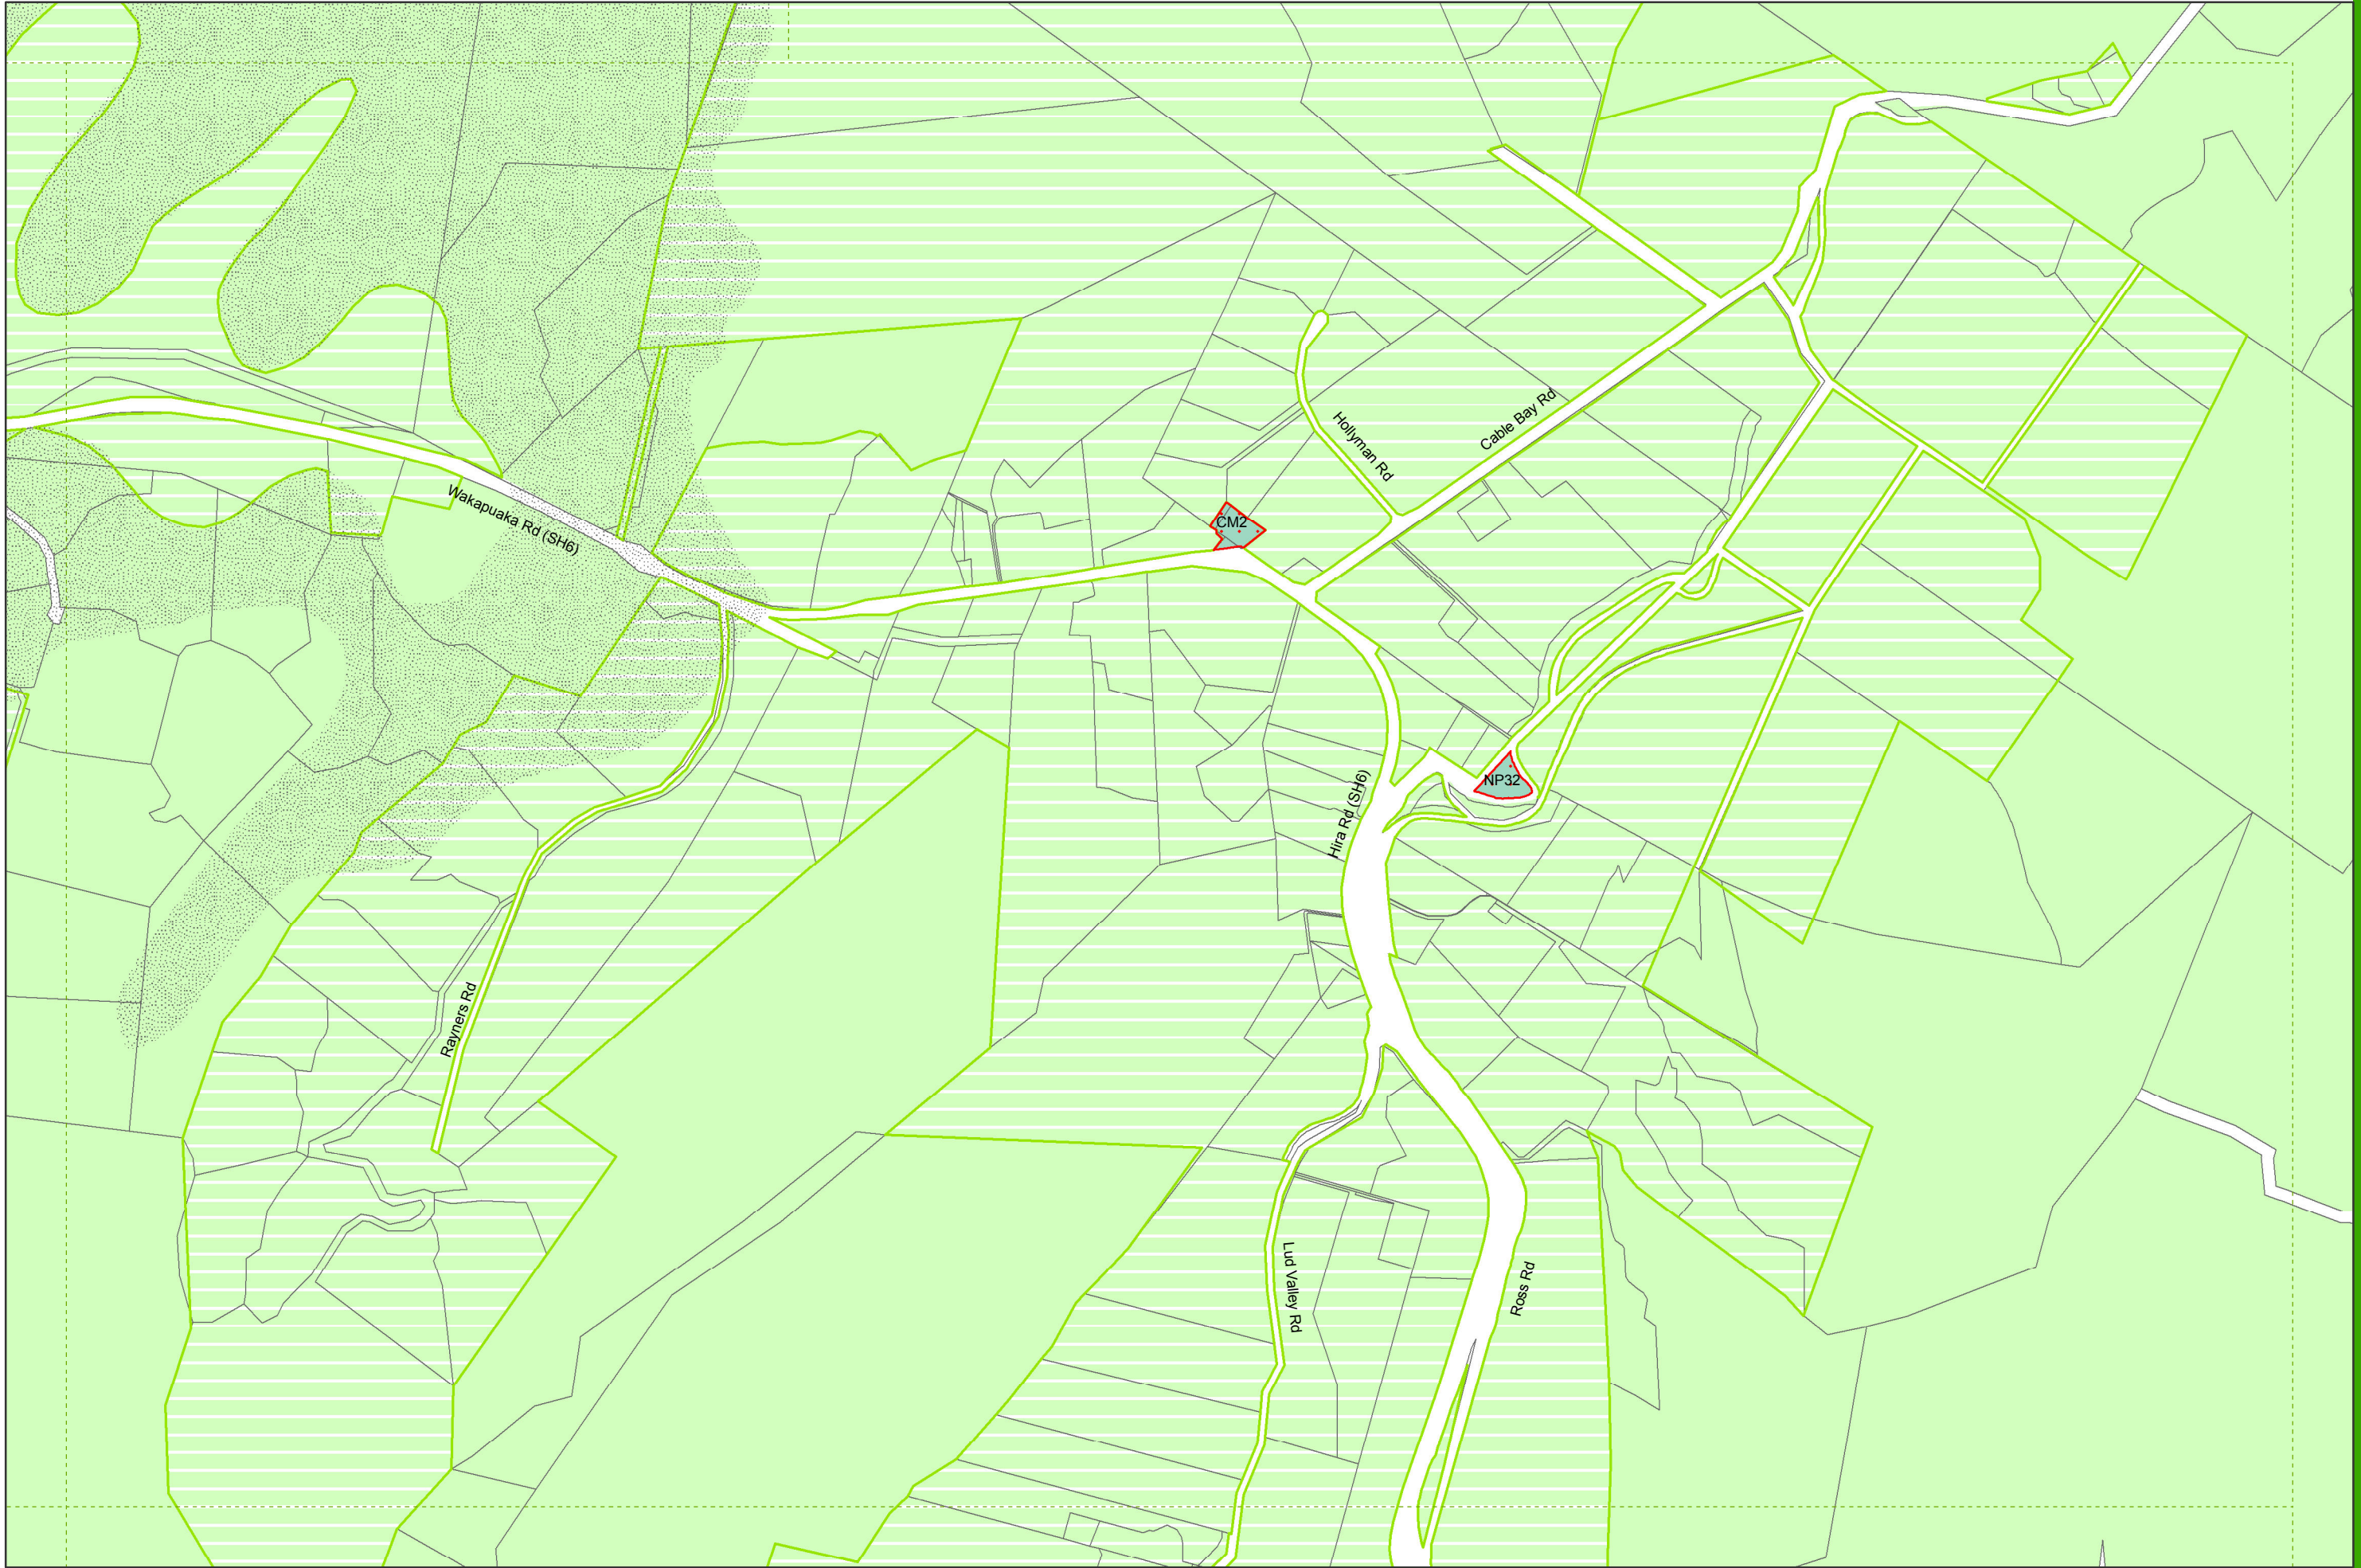 Cable Bay Rd
Hollyman Rd
Wakapuaka Rd (SH6)
CM2
NP32
Hira Rd (SH6)
Rayners Rd
Lud Valley Rd
Ross Rd